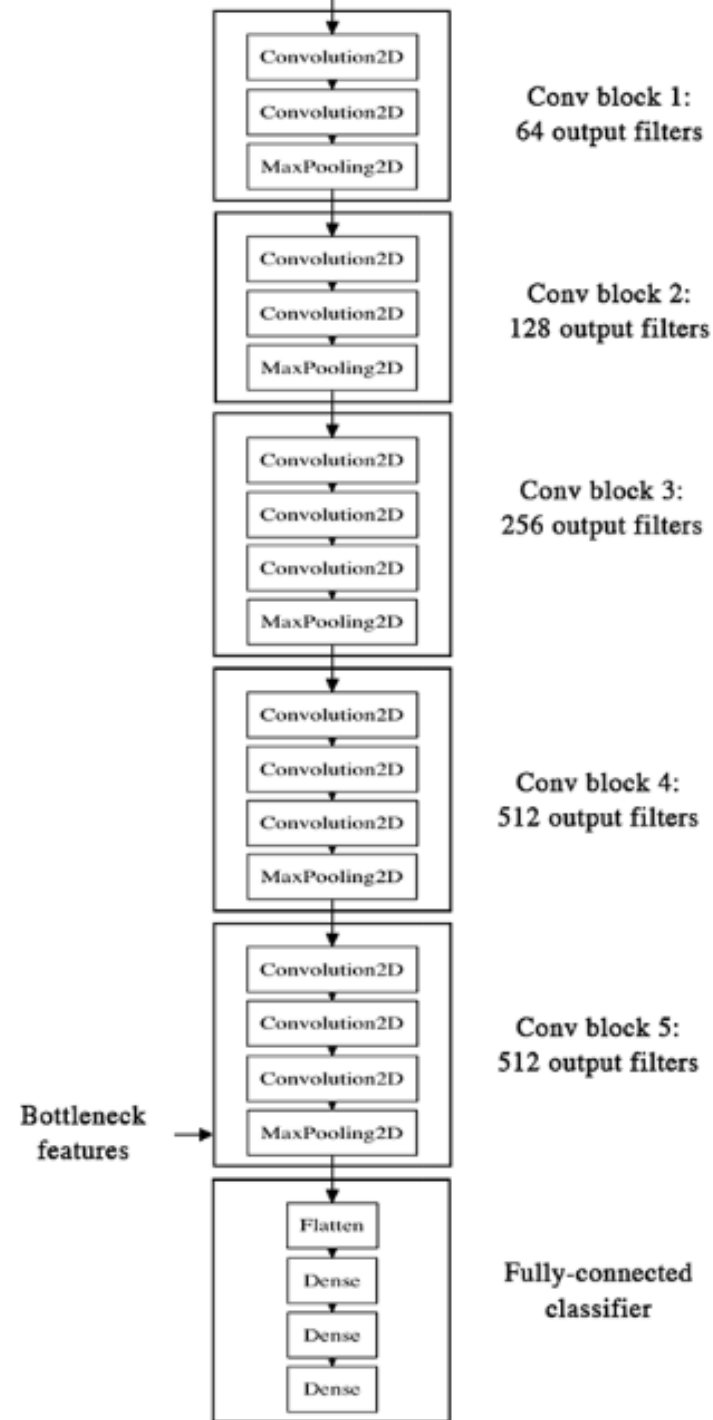 Convolution2D
Convolution2D
MaxPooling2D
Conv block 1:
64 output filters
Convolution2D
Convolution2D
MaxPooling2D
Conv block 2:
128 output filters
Convolution2D
Convolution2D
Convolution2D
MaxPooling2D
Conv block 3:
256 output filters
Convolution2D
Convolution2D
Convolution2D
MaxPooling2D
Conv block 4:
512 output filters
Convolution2D
Convolution2D
Convolution2D
MaxPooling2D
Conv block 5:
512 output filters
Bottleneck
features
Flatten
Dense
Dense
Dense
Fully-connected
classifier